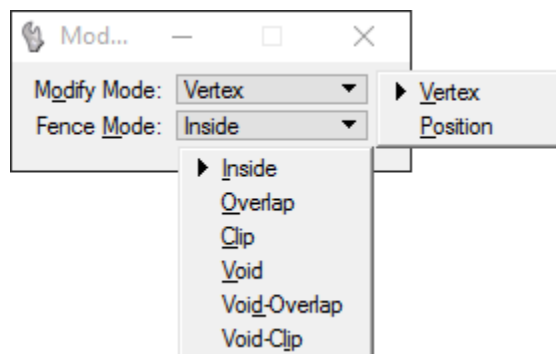 Mod...
Modify Mode: Vertex
Fence Mode: Inside
Vertex
Position
Inside
Overlap
Clip
Void
Void-Overlap
Void-Clip